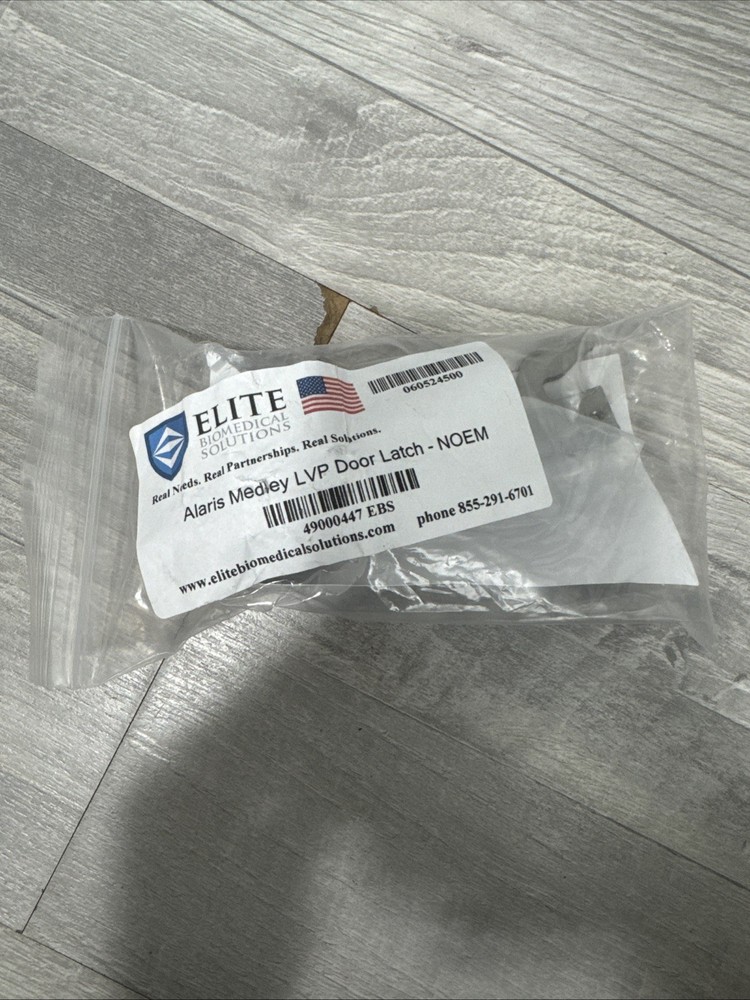 ELITE
BIOMEDICAL
SOLUTIONS
060524500
Real Needs. Real Partnerships. Real Solutions.
Alaris Medley LVP Door Latch - NOEM
49000447 EBS
www.elitebiomedicalsolutions.com
phone 855-291-6701